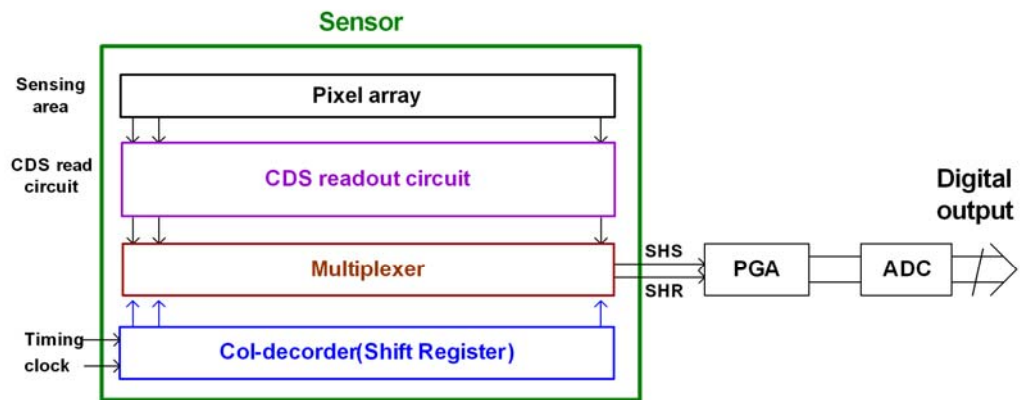 Sensor
Sensing
area
Pixel array
CDS read
circuit
CDS readout circuit
Digital
output
Multiplexer
SHS
SHR
PGA
ADC
Timing
clock
Col-decorder(Shift Register)